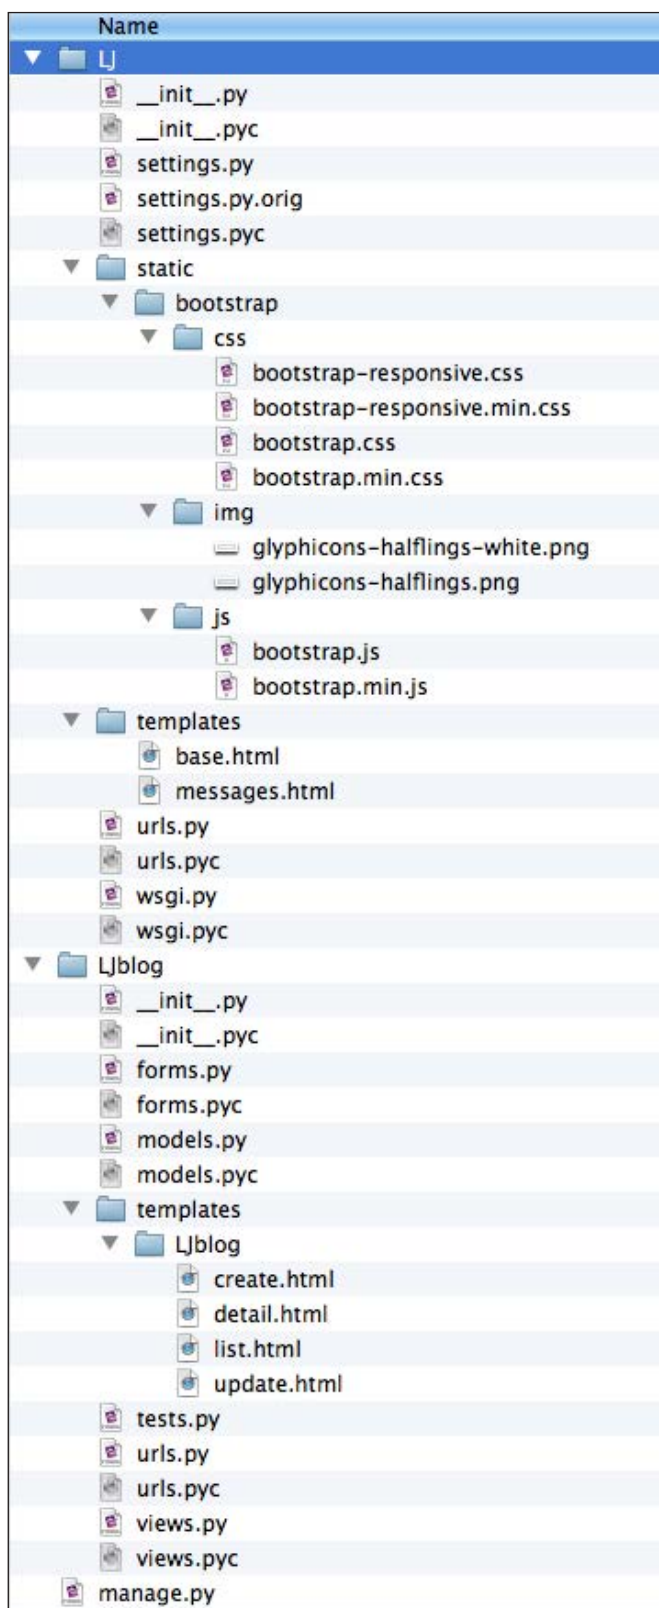 Name
LJ
__init__.py
__init__.pyc
settings.py
settings.py.orig
settings.pyc
static
bootstrap
css
bootstrap-responsive.css
bootstrap-responsive.min.css
bootstrap.css
bootstrap.min.css
img
glyphicons-halflings-white.png
glyphicons-halflings.png
js
bootstrap.js
bootstrap.min.js
templates
base.html
messages.html
urls.py
urls.pyc
wsgi.py
wsgi.pyc
LJblog
__init__.py
__init__.pyc
forms.py
forms.pyc
models.py
models.pyc
templates
LJblog
create.html
detail.html
list.html
update.html
tests.py
urls.py
urls.pyc
views.py
views.pyc
manage.py